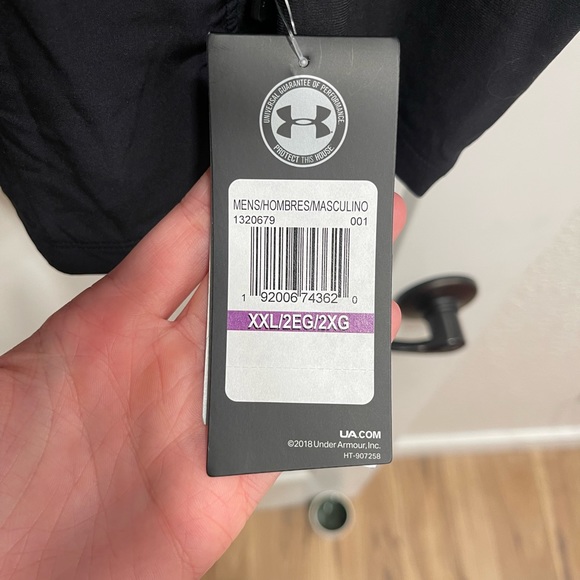 UNIVERSAL GUARANTEE OF PERFORMANCE
PROTECT THIS HOUSE
MENS/HOMBRES/MASCULINO
1320679 001
1 92006 74362 0
XXL/2EG/2XG
UA.COM
©2018 Under Armour, Inc.
HT-907258